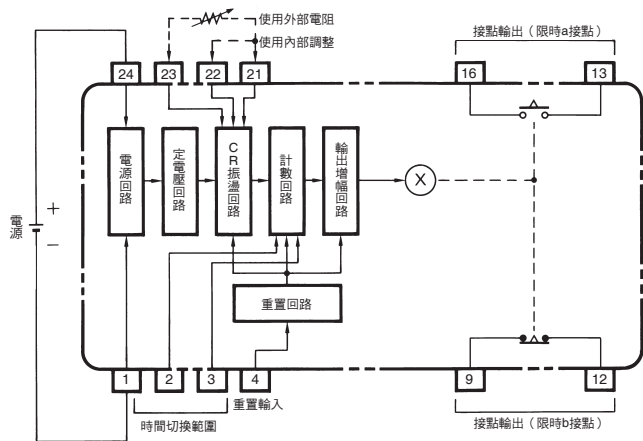 使用外部電阻
使用內部調整
接點輸出（限時a接點）
24
23
22
21
16
13
電源回路
定電壓回路
CR振盪回路
計數回路
輸出增幅回路
X
電源
+
−
重置回路
1
2
3
4
9
12
重置輸入
時間切換範圍
接點輸出（限時b接點）